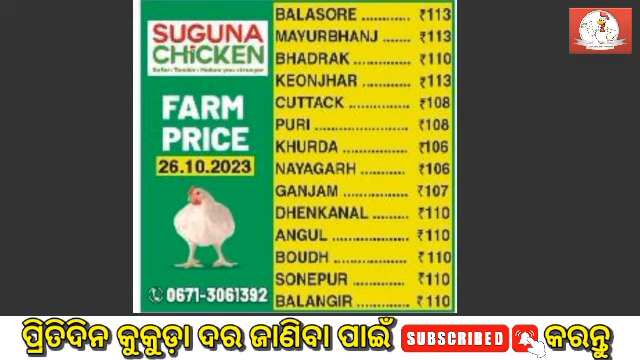 SUGUNA
CHiCKEN
FARM
PRICE
26.10.2023
0671-3061392
BALASORE ............ ₹113
MAYURBHANJ ...... ₹113
BHADRAK ............. ₹110
KEONJHAR ............ ₹113
CUTTACK .............. ₹108
PURI ...................... ₹108
KHURDA ................ ₹106
NAYAGARH ............ ₹106
GANJAM ................ ₹107
DHENKANAL ......... ₹110
ANGUL .................. ₹110
BOUDH .................. ₹110
SONEPUR .............. ₹110
BALANGIR ............. ₹110
ପ୍ରିତିଦିନ କୁକୁଡ଼ା ଦର ଜାଣିବା ପାଇଁ SUBSCRIBED କରନ୍ତୁ